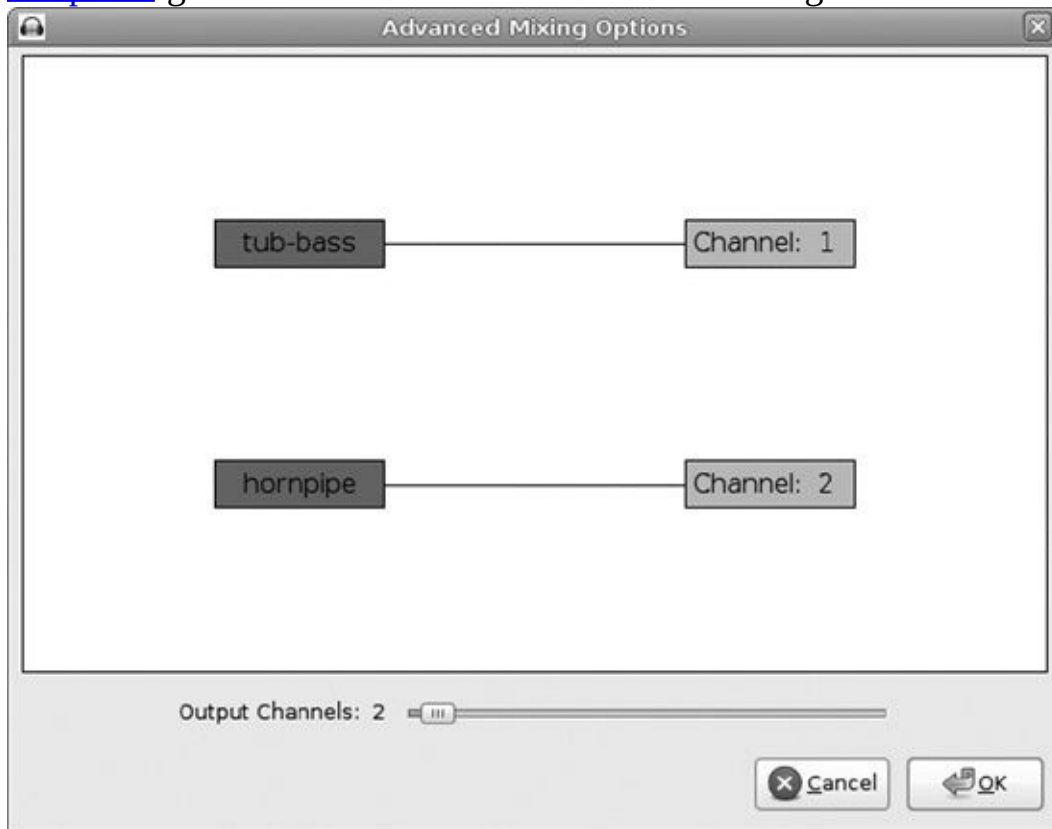 Advanced Mixing Options
tub-bass
Channel: 1
hornpipe
Channel: 2
Output Channels: 2
Cancel
OK